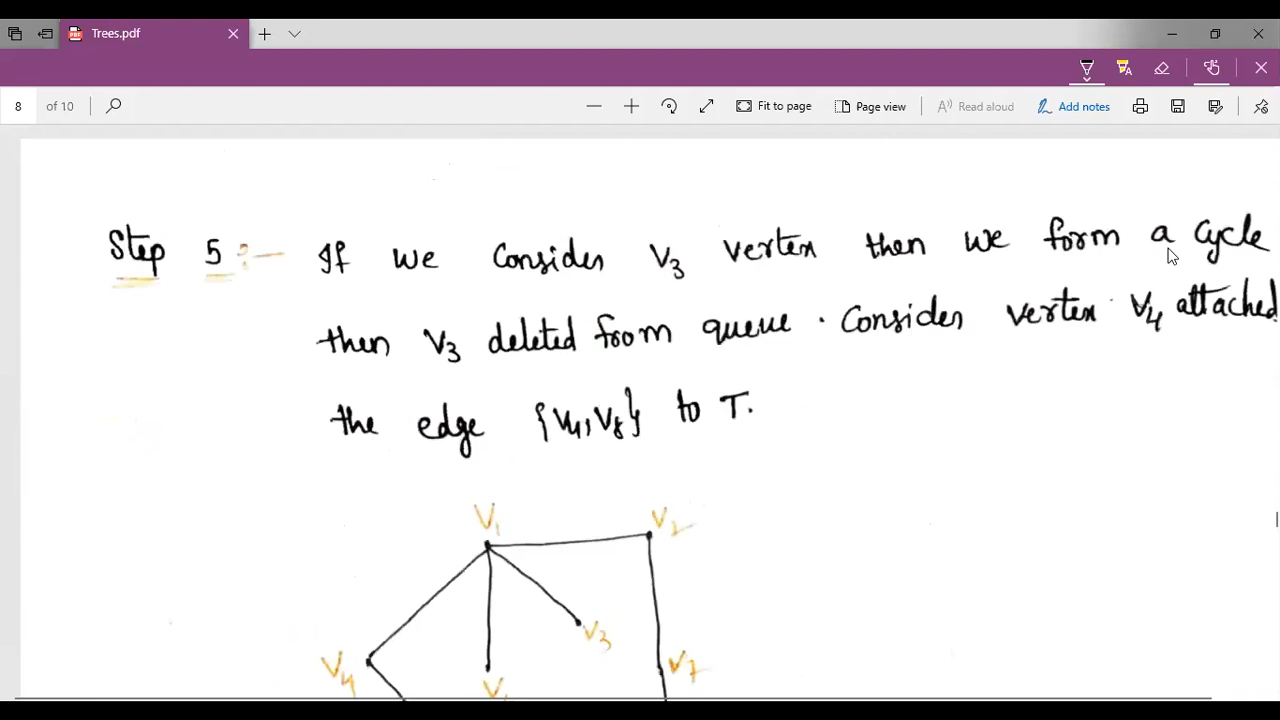 Trees.pdf
8 of 10
Fit to page
Page view
Read aloud
Add notes
Step 5 :- If we consider V3 vertex then we form a cycle
then V3 deleted from queue. Consider vertex V4 attached
the edge {V4, V8} to T.
V1
V2
V3
V7
V4